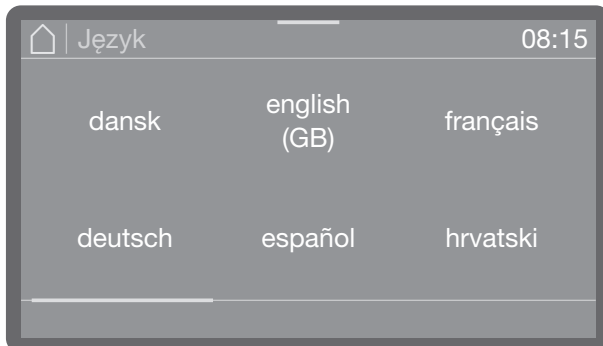 Język 08:15
dansk english (GB) français
deutsch español hrvatski